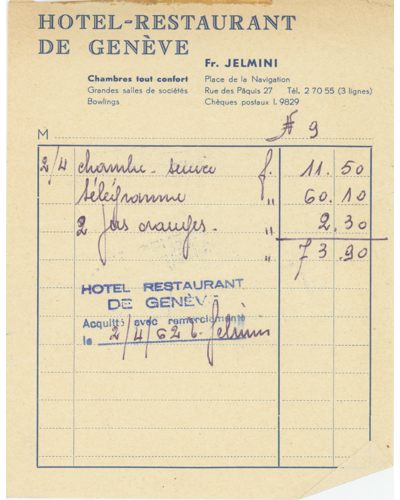 HOTEL-RESTAURANT
DE GENÈVE
Fr. JELMINI
Chambres tout confort Place de la Navigation
Grandes salles de sociétés Rue des Pâquis 27 Tél. 2 70 55 (3 lignes)
Bowlings Chèques postaux I. 9829
M # 9
2/4 chambre - service f. 11.50
télégramme " 60.10
2 jus oranges. " 2.30
" 73.90
HOTEL RESTAURANT
DE GENÈVE
Acquitté avec remerciements
le 2/4/62 Jelmini